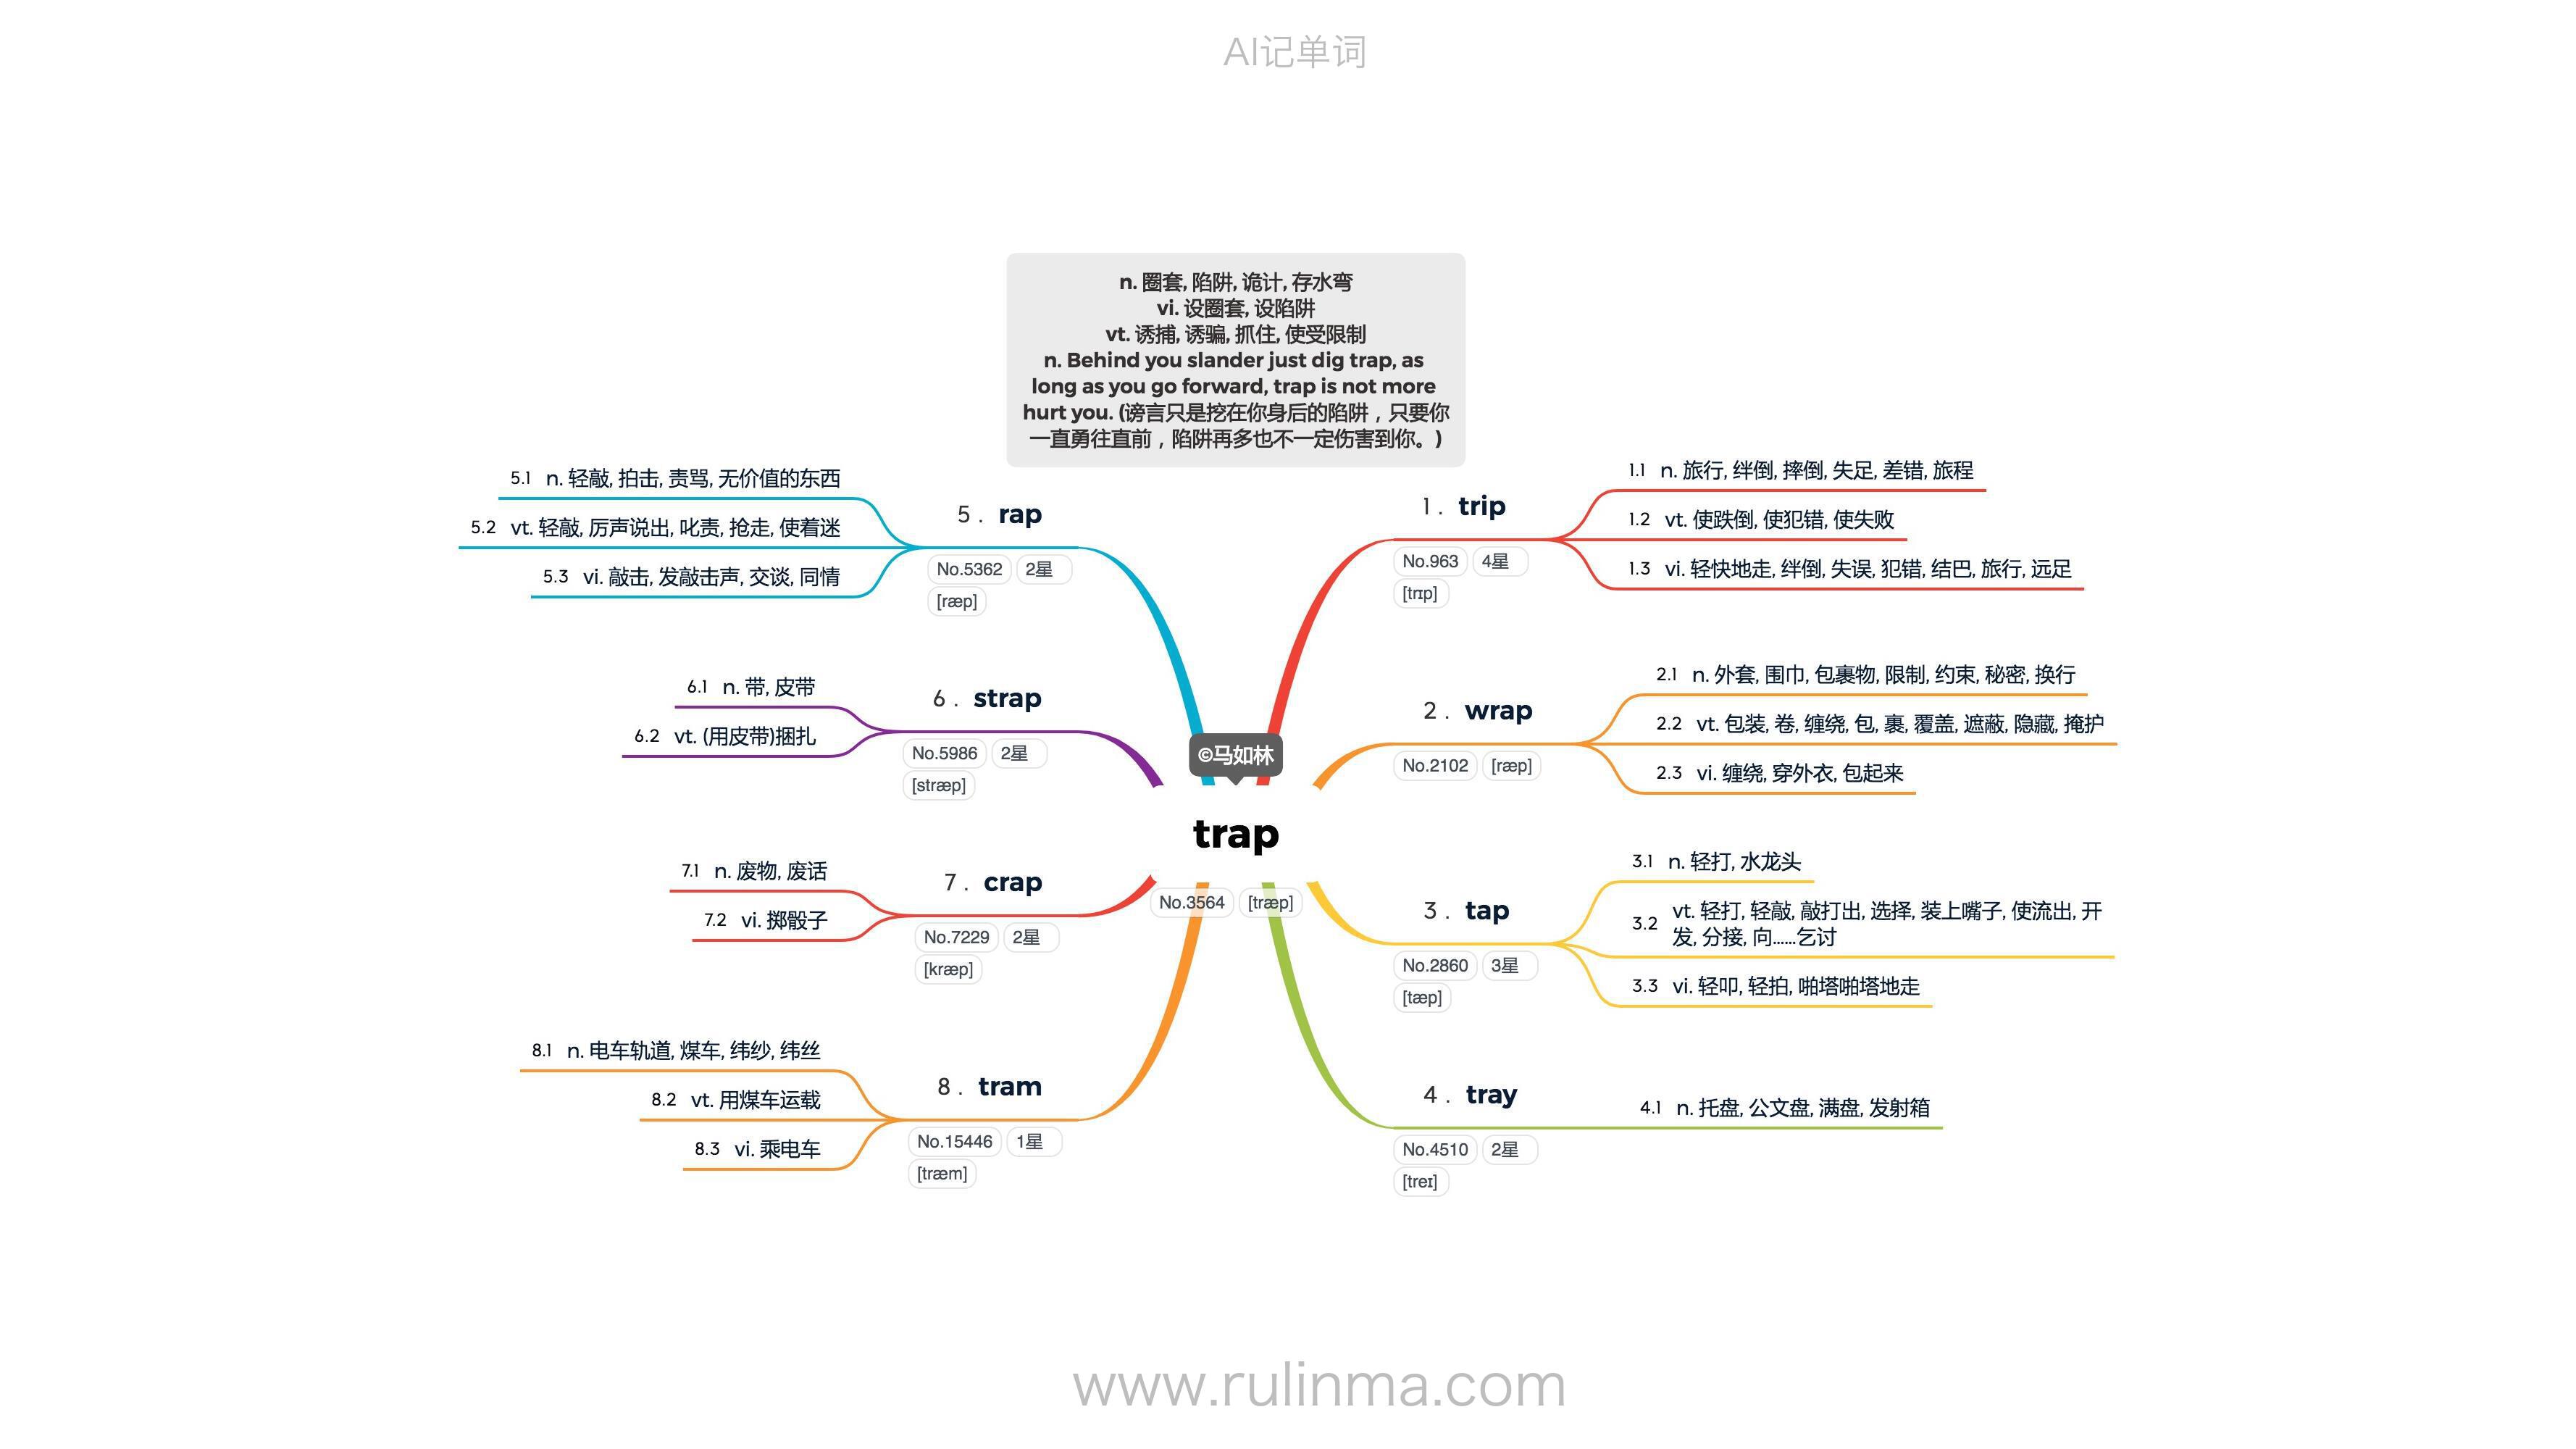 AI记单词
n. 圈套, 陷阱, 诡计, 存水弯
vi. 设圈套, 设陷阱
vt. 诱捕, 诱骗, 抓住, 使受限制
n. Behind you slander just dig trap, as
long as you go forward, trap is not more
hurt you. (谤言只是挖在你身后的陷阱，只要你
一直勇往直前，陷阱再多也不一定伤害到你。)
©马如林
trap
No.3564 [træp]
1. trip
No.963 4星
[trɪp]
1.1 n. 旅行, 绊倒, 摔倒, 失足, 差错, 旅程
1.2 vt. 使跌倒, 使犯错, 使失败
1.3 vi. 轻快地走, 绊倒, 失误, 犯错, 结巴, 旅行, 远足
2. wrap
No.2102 [ræp]
2.1 n. 外套, 围巾, 包裹物, 限制, 约束, 秘密, 换行
2.2 vt. 包装, 卷, 缠绕, 包, 裹, 覆盖, 遮蔽, 隐藏, 掩护
2.3 vi. 缠绕, 穿外衣, 包起来
3. tap
No.2860 3星
[tæp]
3.1 n. 轻打, 水龙头
3.2 vt. 轻打, 轻敲, 敲打出, 选择, 装上嘴子, 使流出, 开
发, 分接, 向......乞讨
3.3 vi. 轻叩, 轻拍, 啪塔啪塔地走
4. tray
No.4510 2星
[treɪ]
4.1 n. 托盘, 公文盘, 满盘, 发射箱
5. rap
No.5362 2星
[ræp]
5.1 n. 轻敲, 拍击, 责骂, 无价值的东西
5.2 vt. 轻敲, 厉声说出, 叱责, 抢走, 使着迷
5.3 vi. 敲击, 发敲击声, 交谈, 同情
6. strap
No.5986 2星
[stræp]
6.1 n. 带, 皮带
6.2 vt. (用皮带)捆扎
7. crap
No.7229 2星
[kræp]
7.1 n. 废物, 废话
7.2 vi. 掷骰子
8. tram
No.15446 1星
[træm]
8.1 n. 电车轨道, 煤车, 纬纱, 纬丝
8.2 vt. 用煤车运载
8.3 vi. 乘电车
www.rulinma.com